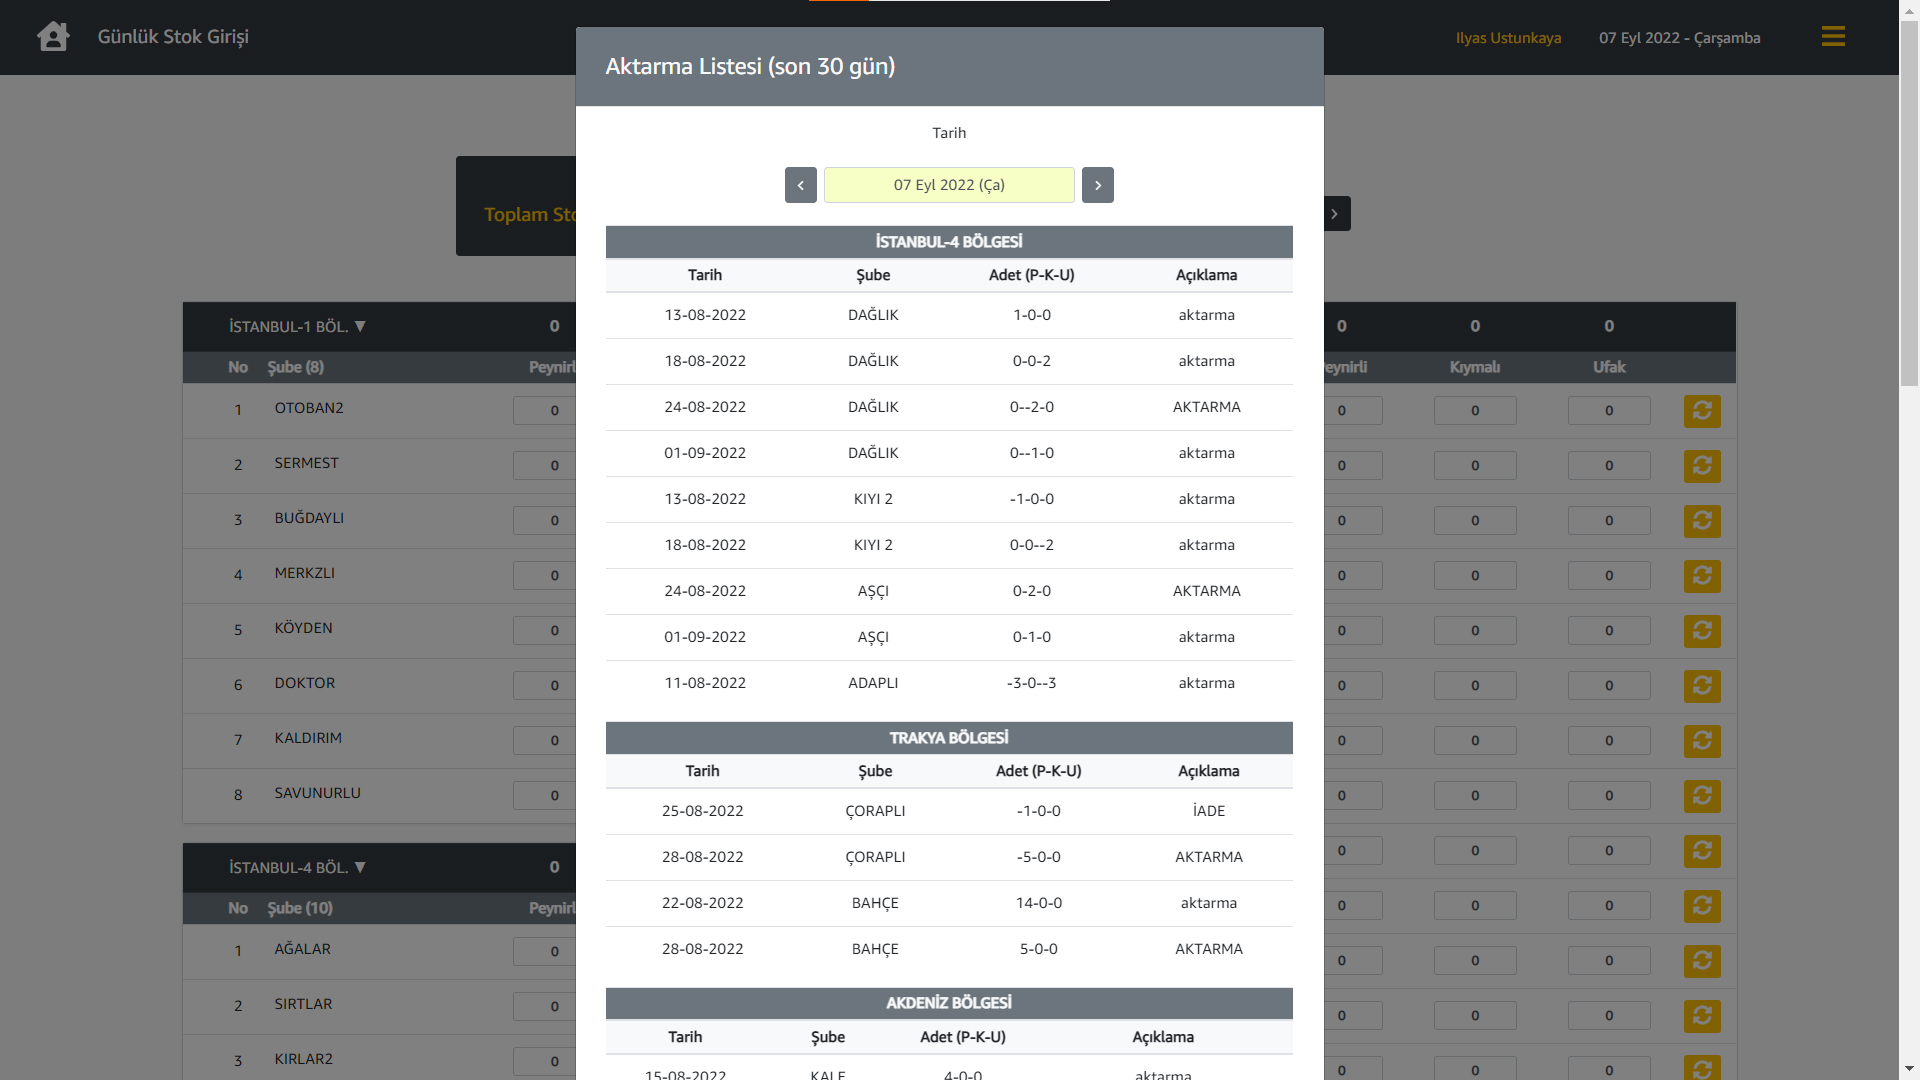 Günlük Stok Girişi
Ilyas Ustunkaya
07 Eyl 2022 - Çarşamba
Aktarma Listesi (son 30 gün)
Tarih
07 Eyl 2022 (Ça)
İSTANBUL-4 BÖLGESİ
Tarih Şube Adet (P-K-U) Açıklama
13-08-2022 DAĞLIK 1-0-0 aktarma
18-08-2022 DAĞLIK 0-0-2 aktarma
24-08-2022 DAĞLIK 0--2-0 AKTARMA
01-09-2022 DAĞLIK 0--1-0 aktarma
13-08-2022 KIYI 2 -1-0-0 aktarma
18-08-2022 KIYI 2 0-0--2 aktarma
24-08-2022 AŞÇI 0-2-0 AKTARMA
01-09-2022 AŞÇI 0-1-0 aktarma
11-08-2022 ADAPLI -3-0--3 aktarma
TRAKYA BÖLGESİ
Tarih Şube Adet (P-K-U) Açıklama
25-08-2022 ÇORAPLI -1-0-0 İADE
28-08-2022 ÇORAPLI -5-0-0 AKTARMA
22-08-2022 BAHÇE 14-0-0 aktarma
28-08-2022 BAHÇE 5-0-0 AKTARMA
AKDENİZ BÖLGESİ
Tarih Şube Adet (P-K-U) Açıklama
15-08-2022 KALE 4-0-0 aktarma
Toplam Sto
İSTANBUL-1 BÖL. ▼ 0
No Şube (8) Peynirl
1 OTOBAN2 0
2 SERMEST 0
3 BUĞDAYLI 0
4 MERKZLI 0
5 KÖYDEN 0
6 DOKTOR 0
7 KALDIRIM 0
8 SAVUNURLU 0
İSTANBUL-4 BÖL. ▼ 0
No Şube (10) Peynirl
1 AĞALAR 0
2 SIRTLAR 0
3 KIRLAR2 0
0 0 0
eynirli Kıymalı Ufak
0 0 0
0 0 0
0 0 0
0 0 0
0 0 0
0 0 0
0 0 0
0 0 0
0 0 0
0 0 0
0 0 0
0 0 0
0 0 0